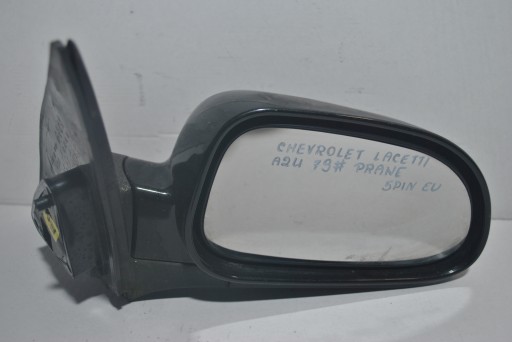 CHEVROLET LACETTI
A2U 79# PRAWE
5PIN EU